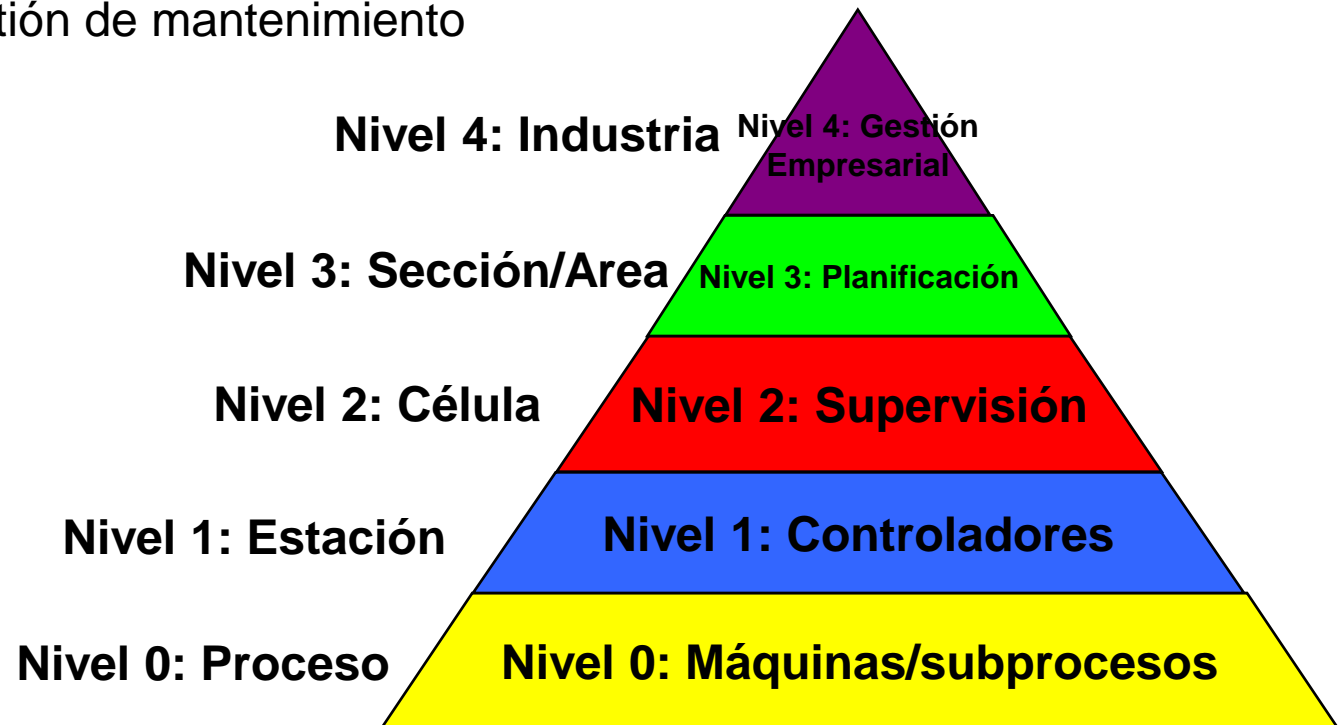 tión de mantenimiento
Nivel 4: Industria
Nivel 4: Gestión
Empresarial
Nivel 3: Sección/Area
Nivel 3: Planificación
Nivel 2: Célula
Nivel 2: Supervisión
Nivel 1: Estación
Nivel 1: Controladores
Nivel 0: Proceso
Nivel 0: Máquinas/subprocesos